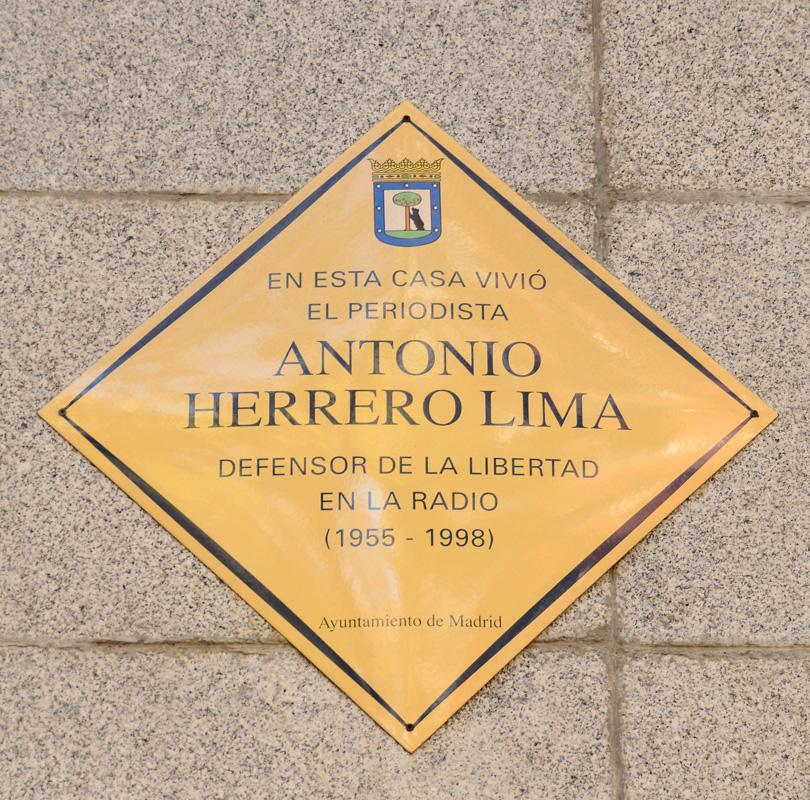 EN ESTA CASA VIVIÓ
EL PERIODISTA
ANTONIO
HERRERO LIMA
DEFENSOR DE LA LIBERTAD
EN LA RADIO
(1955 - 1998)
Ayuntamiento de Madrid